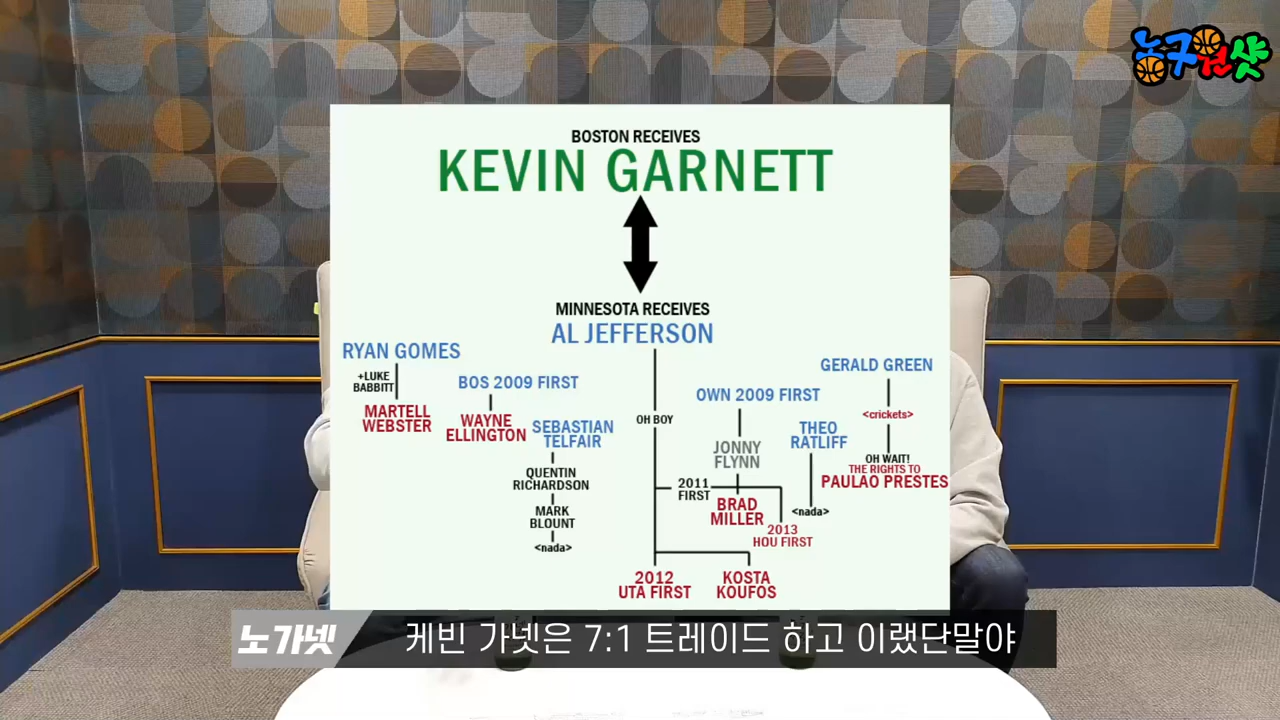 농구인샷
BOSTON RECEIVES
KEVIN GARNETT
MINNESOTA RECEIVES
AL JEFFERSON
RYAN GOMES
+LUKE
BABBITT
MARTELL
WEBSTER
BOS 2009 FIRST
WAYNE
ELLINGTON
SEBASTIAN
TELFAIR
QUENTIN
RICHARDSON
MARK
BLOUNT
<nada>
OH BOY
2011
FIRST
2012
UTA FIRST
KOSTA
KOUFOS
OWN 2009 FIRST
JONNY
FLYNN
BRAD
MILLER
2013
HOU FIRST
THEO
RATLIFF
<nada>
GERALD GREEN
<crickets>
OH WAIT!
THE RIGHTS TO
PAULAO PRESTES
노가넷
케빈 가넷은 7:1 트레이드 하고 이랬단말야